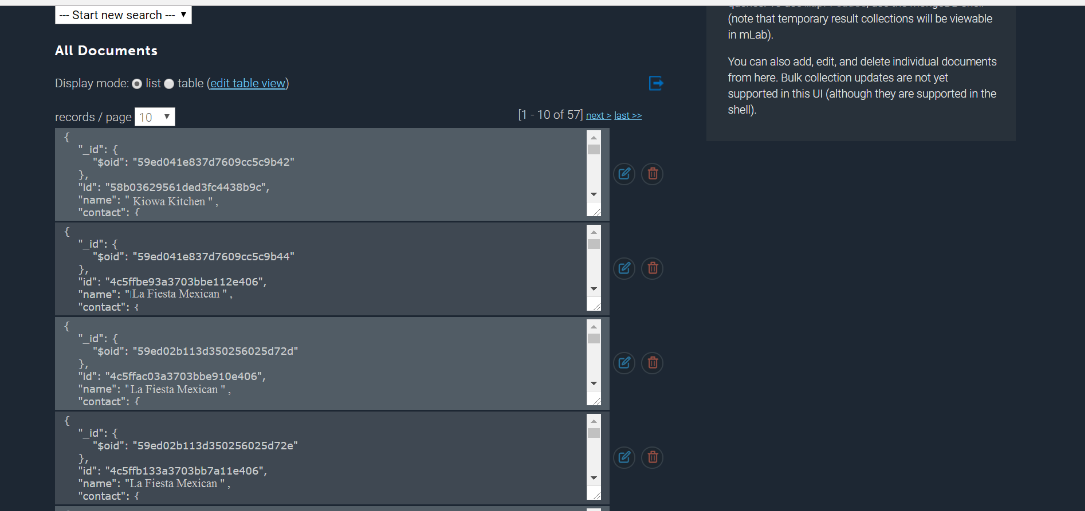 --- Start new search ---
All Documents
Display mode: list table (edit table view)
records / page 10
[1 - 10 of 57] next > last >>
{
"_id": {
"$oid": "59ed041e837d7609cc5c9b42"
},
"id": "58b03629561ded3fc4438b9c",
"name": " Kiowa Kitchen " ,
"contact": {
{
"_id": {
"$oid": "59ed041e837d7609cc5c9b44"
},
"id": "4c5ffbe93a3703bbe112e406",
"name": "La Fiesta Mexican " ,
"contact": {
{
"_id": {
"$oid": "59ed02b113d350256025d72d"
},
"id": "4c5ffac03a3703bbe910e406",
"name": "La Fiesta Mexican " ,
"contact": {
{
"_id": {
"$oid": "59ed02b113d350256025d72e"
},
"id": "4c5ffb133a3703bb7a11e406",
"name": "La Fiesta Mexican " ,
"contact": {
(note that temporary result collections will be viewable
in mLab).
You can also add, edit, and delete individual documents
from here. Bulk collection updates are not yet
supported in this UI (although they are supported in the
shell).